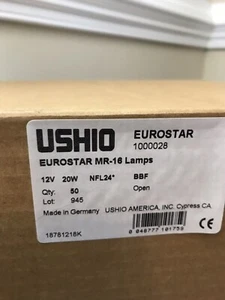 USHIO EUROSTAR
1000028
EUROSTAR MR-16 Lamps
12V 20W NFL24° BBF
Qty: 50 Open
Lot: 945
Made in Germany USHIO AMERICA, INC. Cypress CA
CE